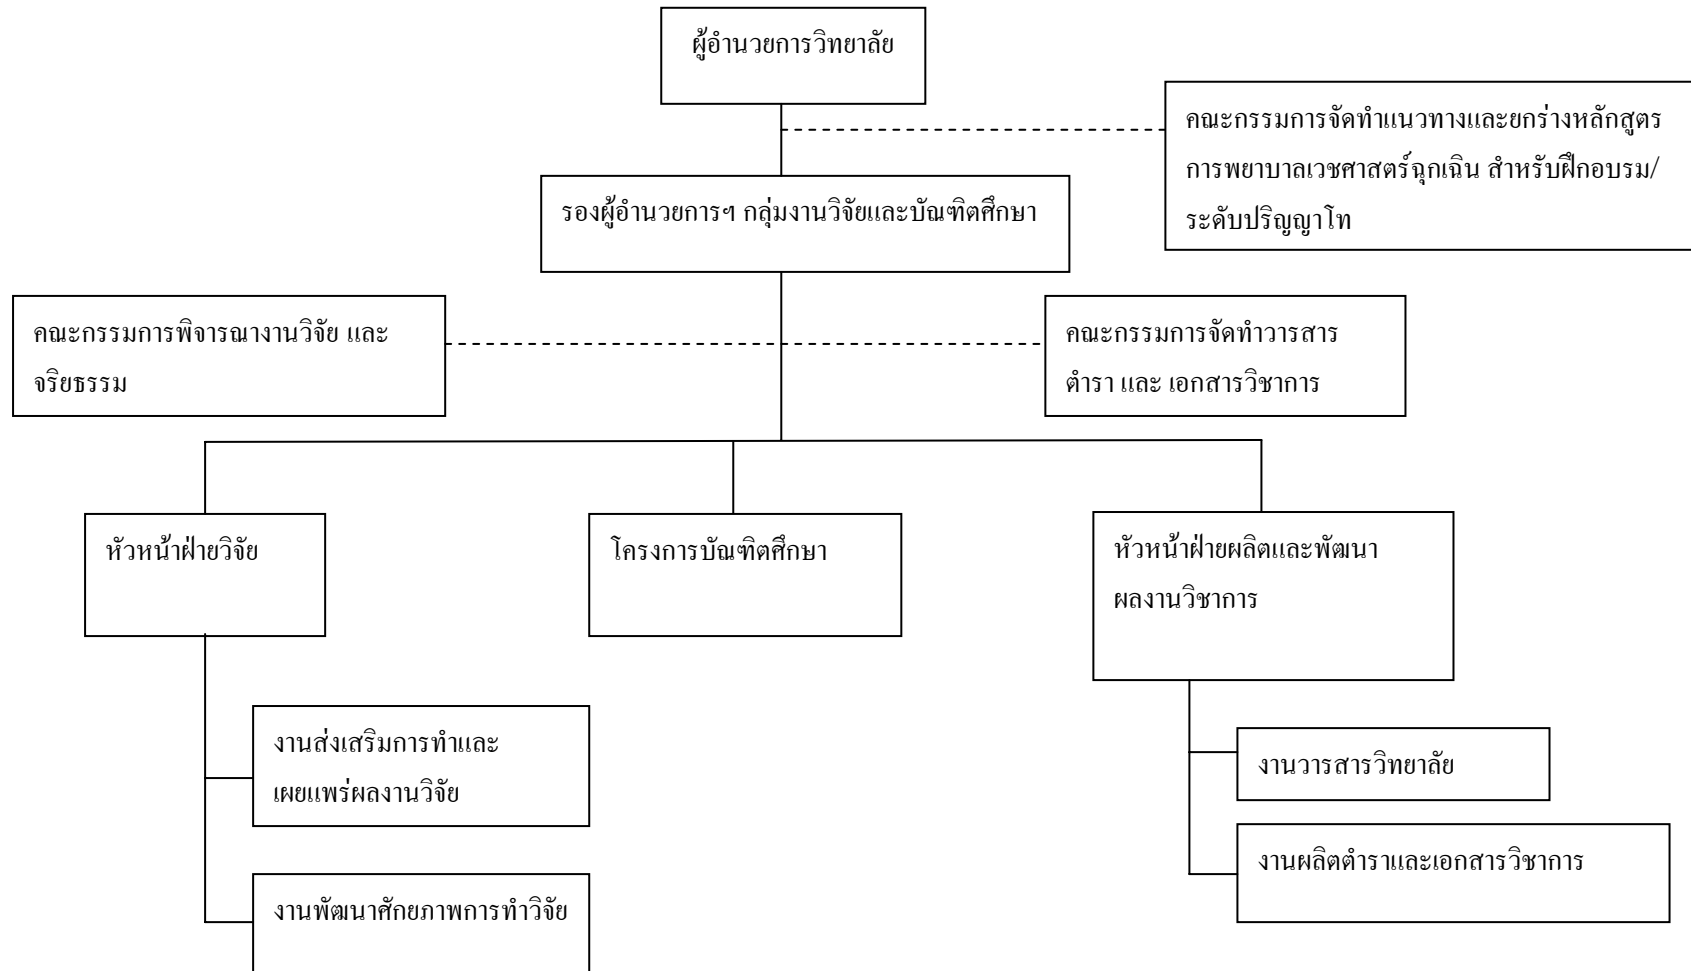 ผู้อำนวยการวิทยาลัย
คณะกรรมการจัดทำแนวทางและยกร่างหลักสูตร
การพยาบาลเวชศาสตร์ฉุกเฉิน สำหรับฝึกอบรม/
ระดับปริญญาโท
รองผู้อำนวยการฯ กลุ่มงานวิจัยและบัณฑิตศึกษา
คณะกรรมการพิจารณางานวิจัย และ
จริยธรรม
คณะกรรมการจัดทำวารสาร
ตำรา และ เอกสารวิชาการ
หัวหน้าฝ่ายวิจัย
โครงการบัณฑิตศึกษา
หัวหน้าฝ่ายผลิตและพัฒนา
ผลงานวิชาการ
งานส่งเสริมการทำและ
เผยแพร่ผลงานวิจัย
งานพัฒนาศักยภาพการทำวิจัย
งานวารสารวิทยาลัย
งานผลิตตำราและเอกสารวิชาการ